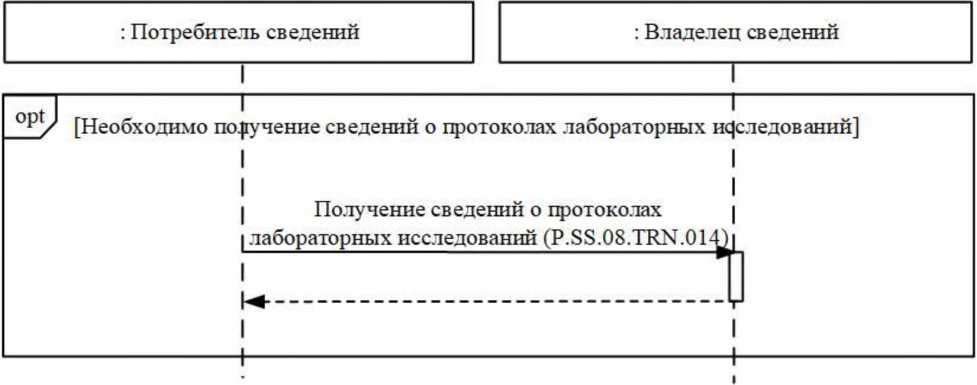 : Потребитель сведений
: Владелец сведений
opt
[Необходимо получение сведений о протоколах лабораторных исследований]
Получение сведений о протоколах
лабораторных исследований (P.SS.08.TRN.014)